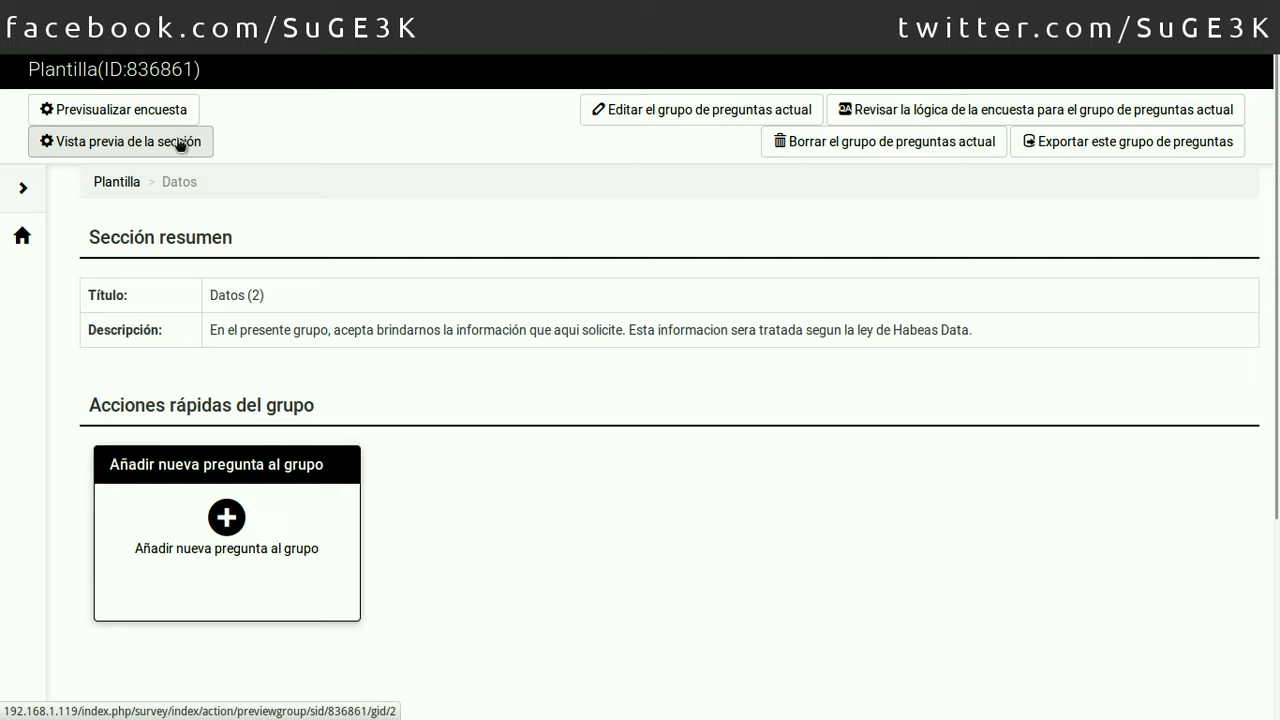 facebook.com/SuGE3K
twitter.com/SuGE3K
Plantilla(ID:836861)
Previsualizar encuesta
Editar el grupo de preguntas actual
Revisar la lógica de la encuesta para el grupo de preguntas actual
Vista previa de la sección
Borrar el grupo de preguntas actual
Exportar este grupo de preguntas
Plantilla > Datos
Sección resumen
Título: Datos (2)
Descripción: En el presente grupo, acepta brindarnos la información que aqui solicite. Esta informacion sera tratada segun la ley de Habeas Data.
Acciones rápidas del grupo
Añadir nueva pregunta al grupo
Añadir nueva pregunta al grupo
192.168.1.119/index.php/survey/index/action/previewgroup/sid/836861/gid/2